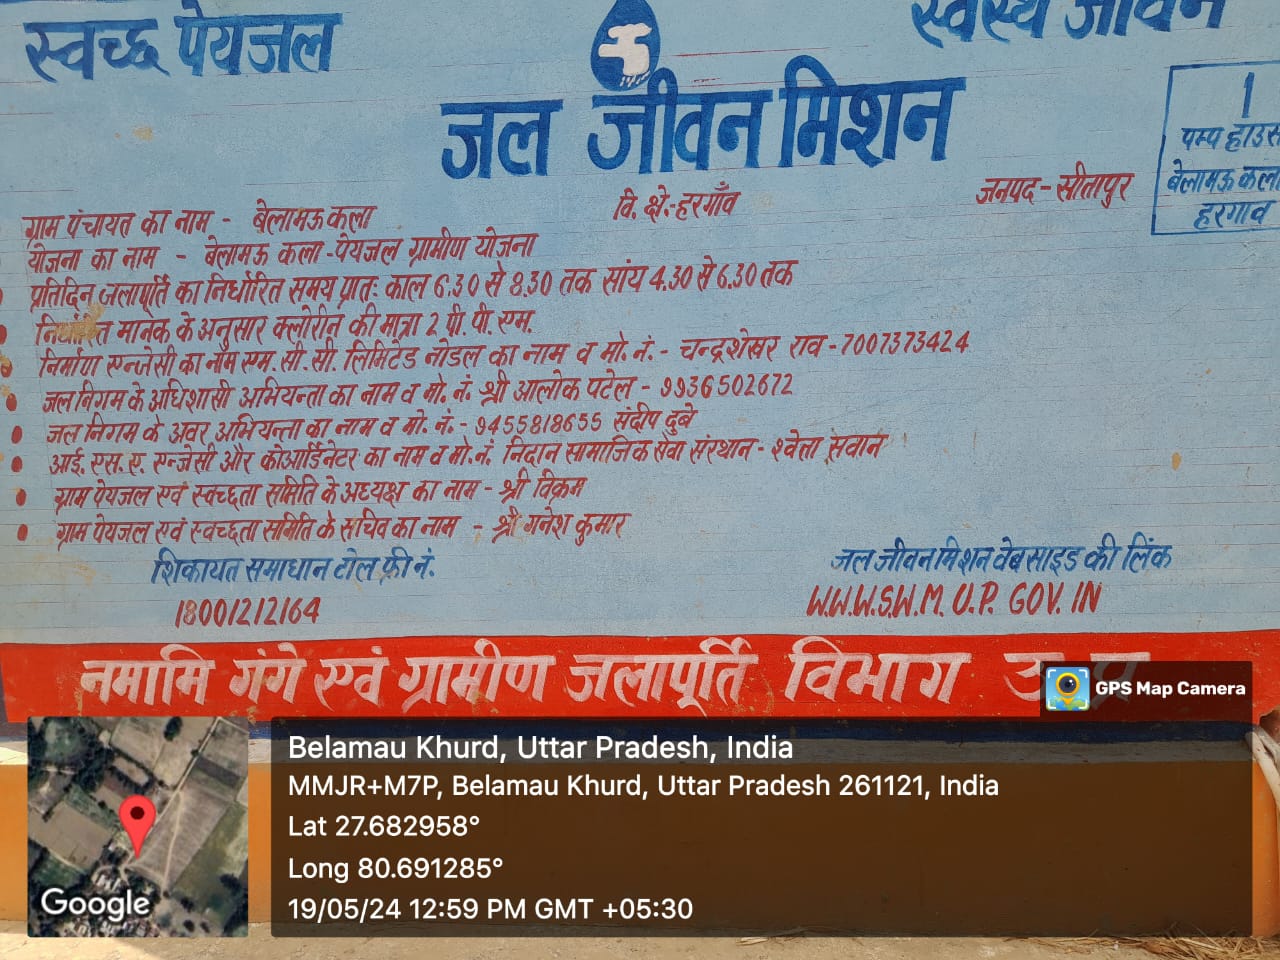 स्वच्छ पेयजल
स्वस्थ जीवन
जल जीवन मिशन
1
पम्प हाउस
बेलामऊ कला
हरगाव
ग्राम पंचायत का नाम - बेलामऊ कला
वि. क्षे.-हरगाँव
जनपद-सीतापुर
योजना का नाम - बेलामऊ कला-पेयजल ग्रामीण योजना
प्रतिदिन जलापूर्ति का निर्धारित समय प्रातः काल 6.30 से 8.30 तक सांय 4.30 से 6.30 तक
निर्धारित मानक के अनुसार क्लोरीन की मात्रा 2 पी. पी. एम.
निर्माण एन्जेसी का नाम एम. सी. सी. लिमिटेड नोडल का नाम व मो. नं. - चन्द्रशेखर राव - 7007373424
जल निगम के अधिशासी अभियन्ता का नाम व मो. नं. श्री आलोक पटेल - 9936502672
जल निगम के अवर अभियन्ता का नाम व मो. नं. - 9455818655 संदीप दुबे
आई. एस. ए. एन्जेसी और कोआर्डिनेटर का नाम व मो. नं. निदान सामाजिक सेवा संस्थान - श्वेता सवान
ग्राम पेयजल एवं स्वच्छता समिति के अध्यक्ष का नाम - श्री विक्रम
ग्राम पेयजल एवं स्वच्छता समिति के सचिव का नाम - श्री गनेश कुमार
शिकायत समाधान टोल फ्री नं.
18001212164
जल जीवन मिशन वेबसाइड की लिंक
W.W.W.S.W.M. U.P. GOV. IN
नमामि गंगे एवं ग्रामीण जलापूर्ति विभाग उ प्र
GPS Map Camera
Belamau Khurd, Uttar Pradesh, India
MMJR+M7P, Belamau Khurd, Uttar Pradesh 261121, India
Lat 27.682958°
Long 80.691285°
19/05/24 12:59 PM GMT +05:30
Google